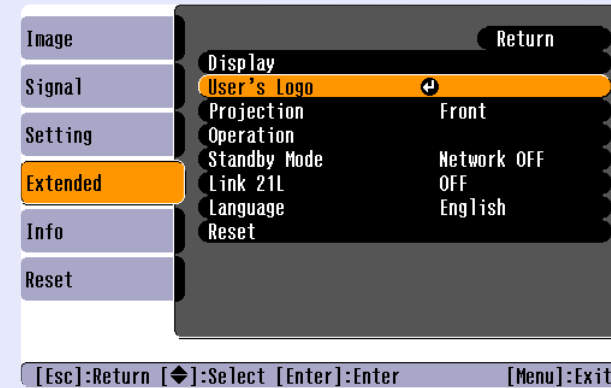 Image
Signal
Setting
Extended
Info
Reset
Return
Display
User's Logo
Projection Front
Operation
Standby Mode Network OFF
Link 21L OFF
Language English
Reset
[Esc]:Return [◆]:Select [Enter]:Enter [Menu]:Exit